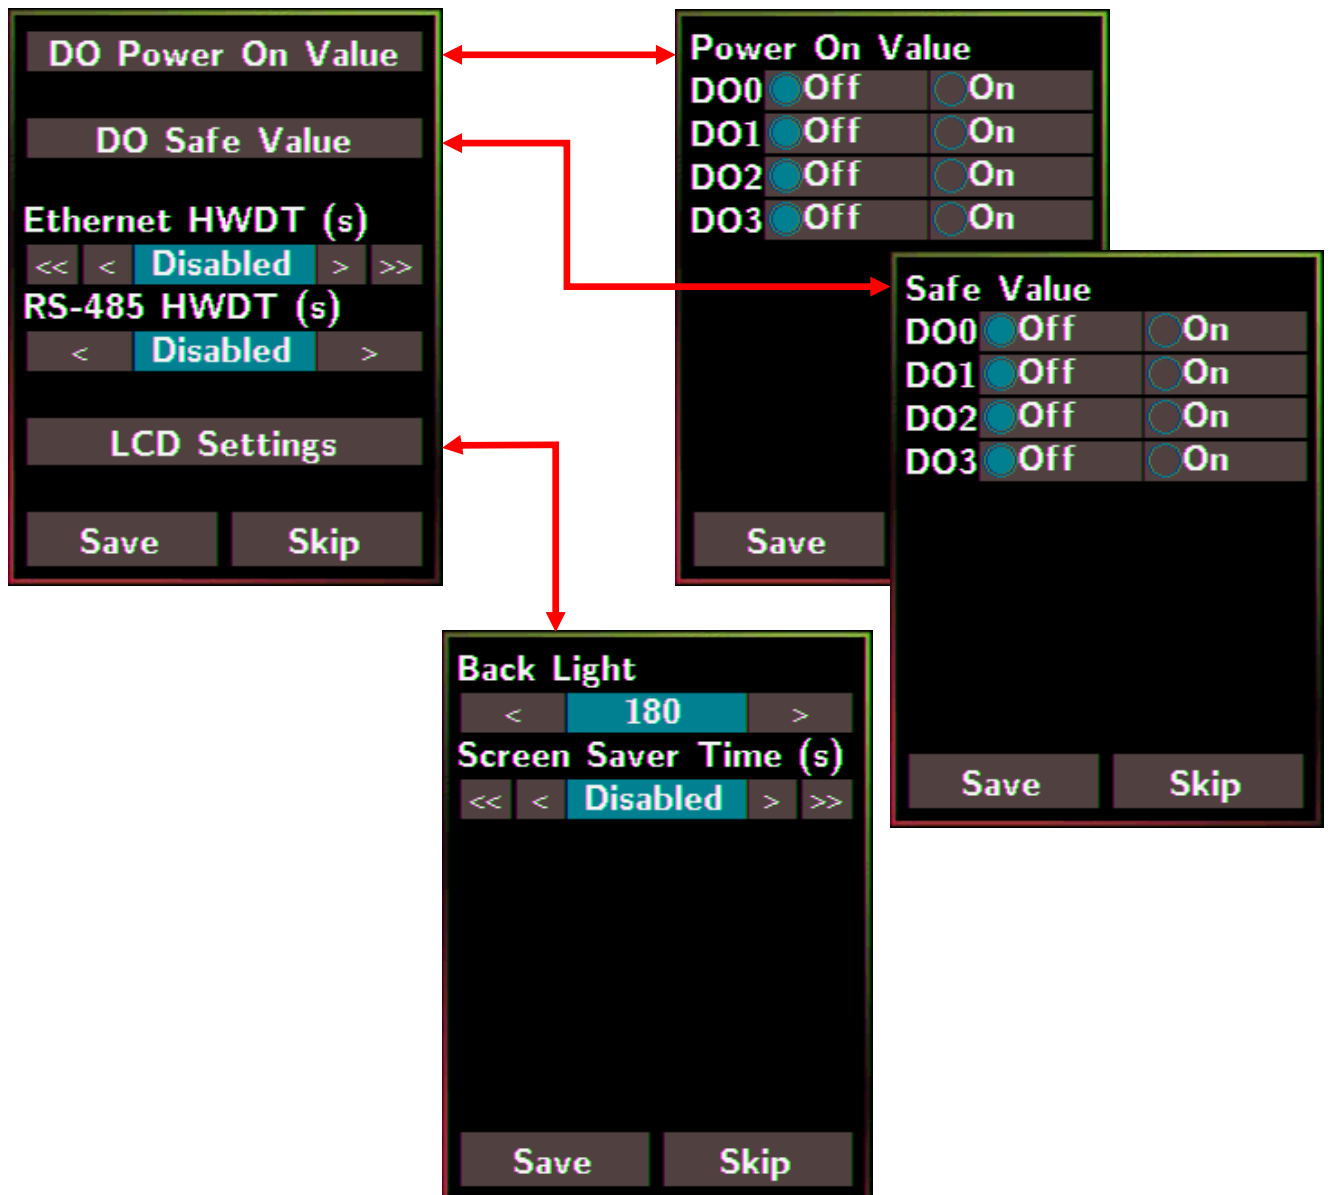 DO Power On Value
DO Safe Value
Ethernet HWDT (s)
<< < Disabled > >>
RS-485 HWDT (s)
< Disabled >
LCD Settings
Save Skip
Power On Value
DO0 Off On
DO1 Off On
DO2 Off On
DO3 Off On
Save
Safe Value
DO0 Off On
DO1 Off On
DO2 Off On
DO3 Off On
Save Skip
Back Light
< 180 >
Screen Saver Time (s)
<< < Disabled > >>
Save Skip